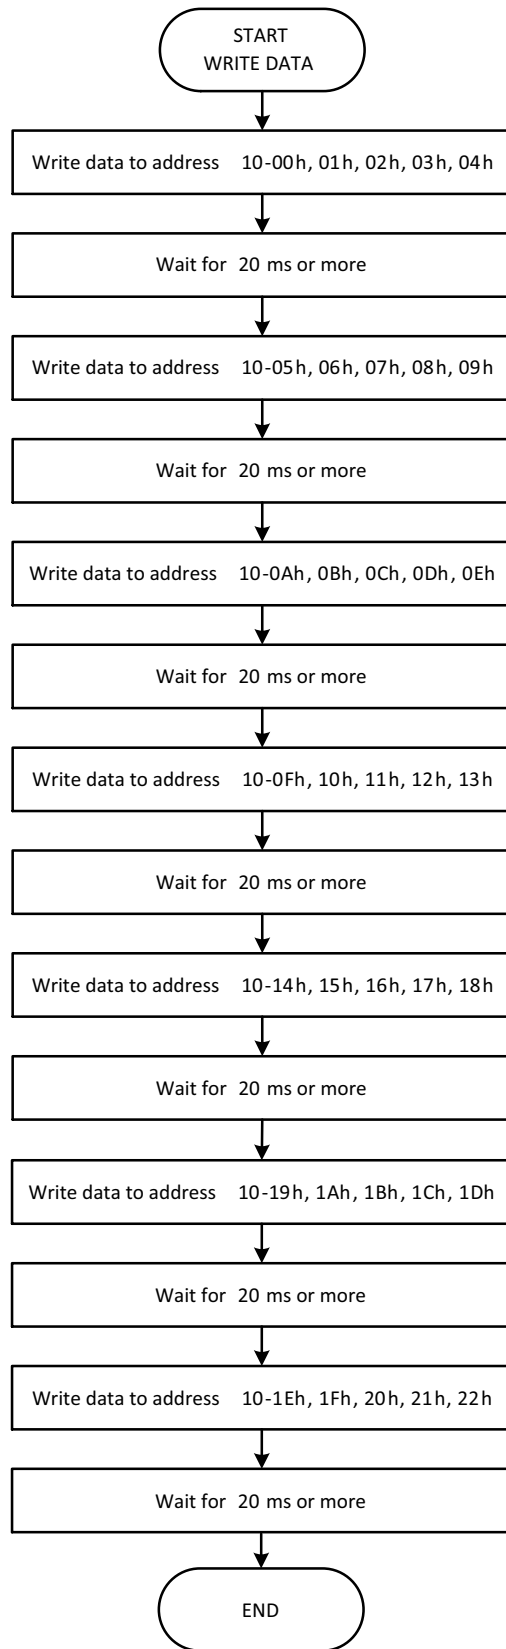 START
WRITE DATA
Write data to address 10-00h, 01h, 02h, 03h, 04h
Wait for 20 ms or more
Write data to address 10-05h, 06h, 07h, 08h, 09h
Wait for 20 ms or more
Write data to address 10-0Ah, 0Bh, 0Ch, 0Dh, 0Eh
Wait for 20 ms or more
Write data to address 10-0Fh, 10h, 11h, 12h, 13h
Wait for 20 ms or more
Write data to address 10-14h, 15h, 16h, 17h, 18h
Wait for 20 ms or more
Write data to address 10-19h, 1Ah, 1Bh, 1Ch, 1Dh
Wait for 20 ms or more
Write data to address 10-1Eh, 1Fh, 20h, 21h, 22h
Wait for 20 ms or more
END